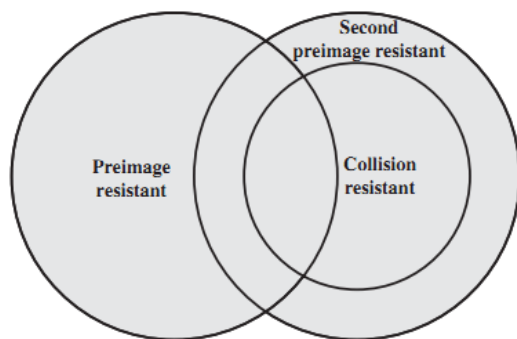 Second
preimage resistant
Preimage
resistant
Collision
resistant